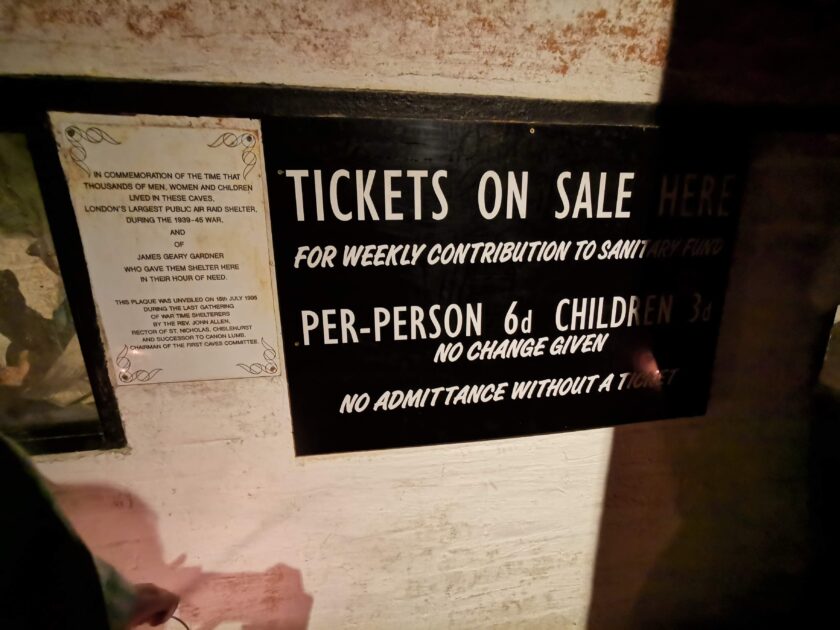 IN COMMEMORATION OF THE TIME THAT
THOUSANDS OF MEN, WOMEN AND CHILDREN
LIVED IN THESE CAVES,
LONDON'S LARGEST PUBLIC AIR RAID SHELTER,
DURING THE 1939-45 WAR.
AND
OF
JAMES GEARY GARDNER
WHO GAVE THEM SHELTER HERE
IN THEIR HOUR OF NEED.
THIS PLAQUE WAS UNVEILED ON
JULY
DURING THE LAST GATHERING
OF WAR TIME SHELTERERS
BY THE REV. JOHN ALLEN,
RECTOR OF ST. NICHOLAS, CHISLEHURST
AND SUCCESSOR TO CANON LUMB,
CHAIRMAN OF THE FIRST CAVES COMMITTEE.
TICKETS ON SALE HERE
FOR WEEKLY CONTRIBUTION TO SANITARY FUND
PER-PERSON 6d CHILDREN 3d
NO CHANGE GIVEN
NO ADMITTANCE WITHOUT A TICKET